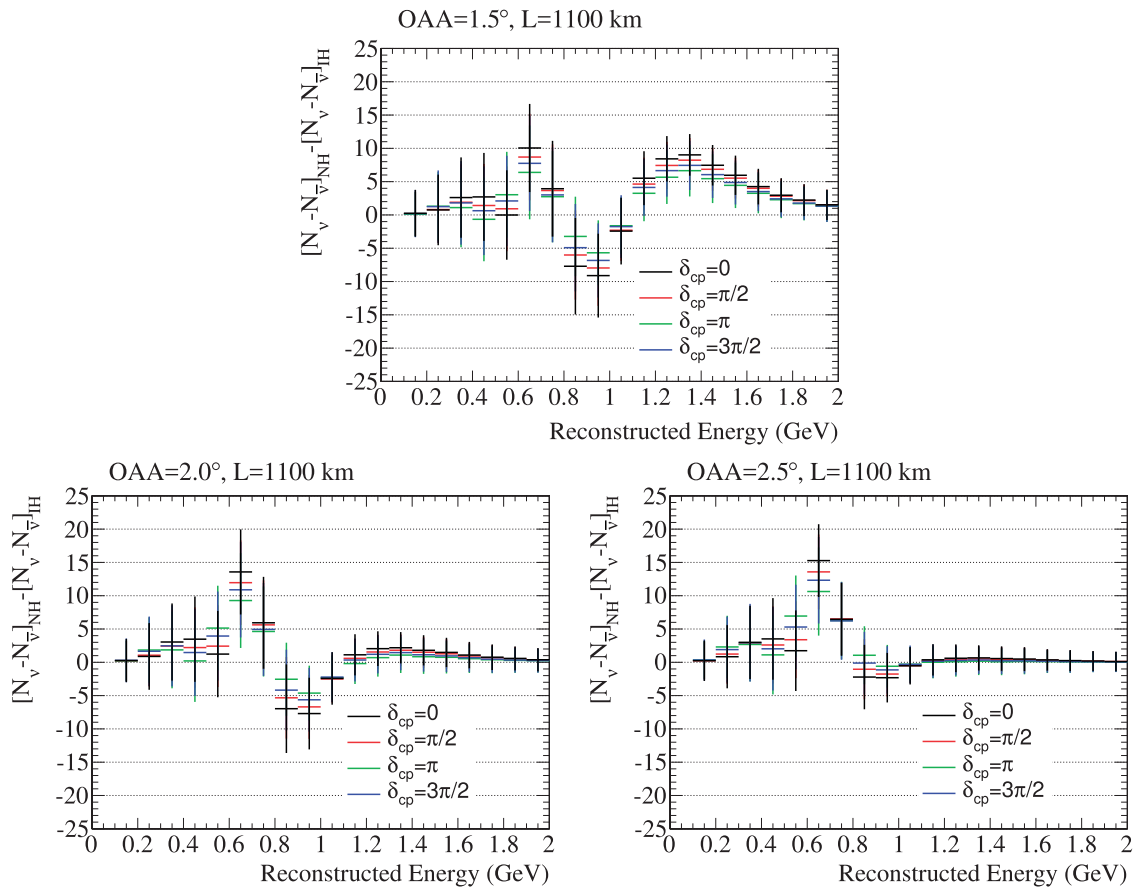 OAA=1.5°, L=1100 km
[N_ν-N_ν̅]_NH-[N_ν-N_ν̅]_IH
25
20
15
10
5
0
-5
-10
-15
-20
-25
δ_cp=0
δ_cp=π/2
δ_cp=π
δ_cp=3π/2
0 0.2 0.4 0.6 0.8 1 1.2 1.4 1.6 1.8 2
Reconstructed Energy (GeV)
OAA=2.0°, L=1100 km
[N_ν-N_ν̅]_NH-[N_ν-N_ν̅]_IH
25
20
15
10
5
0
-5
-10
-15
-20
-25
δ_cp=0
δ_cp=π/2
δ_cp=π
δ_cp=3π/2
0 0.2 0.4 0.6 0.8 1 1.2 1.4 1.6 1.8 2
Reconstructed Energy (GeV)
OAA=2.5°, L=1100 km
[N_ν-N_ν̅]_NH-[N_ν-N_ν̅]_IH
25
20
15
10
5
0
-5
-10
-15
-20
-25
δ_cp=0
δ_cp=π/2
δ_cp=π
δ_cp=3π/2
0 0.2 0.4 0.6 0.8 1 1.2 1.4 1.6 1.8 2
Reconstructed Energy (GeV)